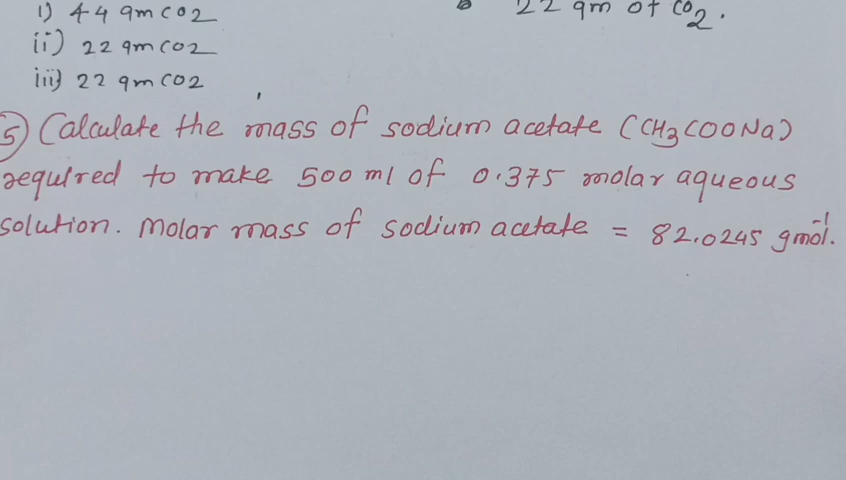 i) 44 gm CO2
22 gm of CO2.
ii) 22 gm CO2
iii) 22 gm CO2
5) Calculate the mass of sodium acetate (CH3COONa)
required to make 500 ml of 0.375 molar aqueous
solution. Molar mass of sodium acetate = 82.0245 gmol-1.